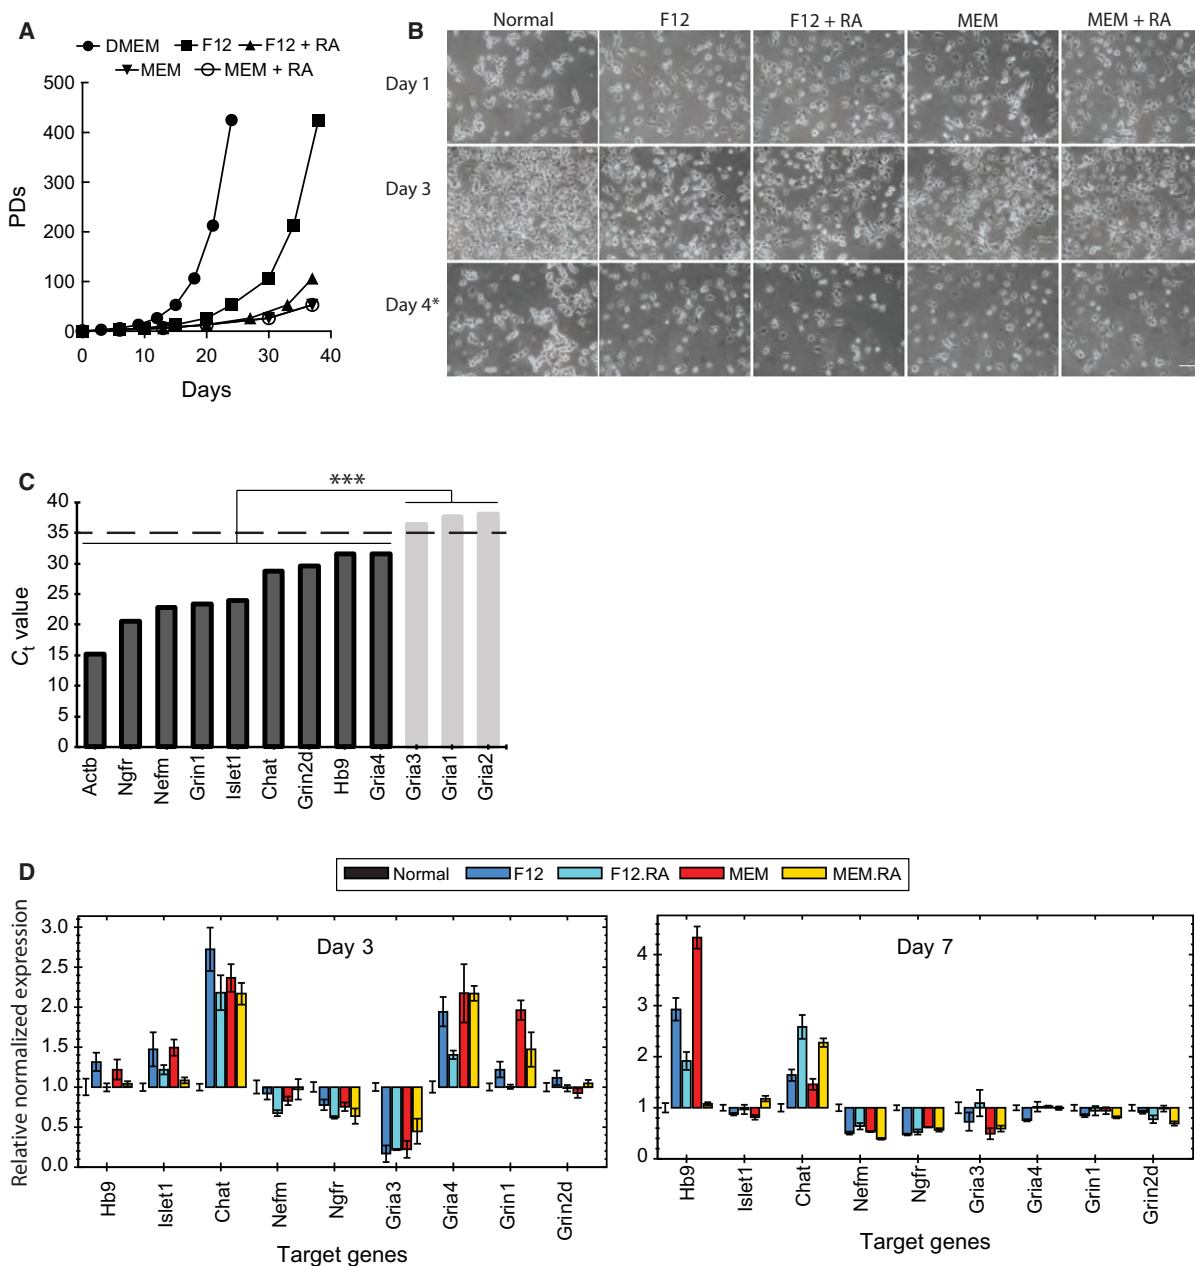 A
DMEM F12 F12 + RA
MEM MEM + RA
500
400
300
200
100
0
PDs
0 10 20 30 40
Days
B
Normal F12 F12 + RA MEM MEM + RA
Day 1
Day 3
Day 4*
C
***
40
35
30
25
20
15
10
5
0
Ct value
Actb Ngfr Nefm Grin1 Islet1 Chat Grin2d Hb9 Gria4 Gria3 Gria1 Gria2
D
Normal F12 F12.RA MEM MEM.RA
Relative normalized expression
3.0
2.5
2.0
1.5
1.0
0.5
0.0
Day 3
Hb9 Islet1 Chat Nefm Ngfr Gria3 Gria4 Grin1 Grin2d
Target genes
4
3
2
1
0
Day 7
Hb9 Islet1 Chat Nefm Ngfr Gria3 Gria4 Grin1 Grin2d
Target genes